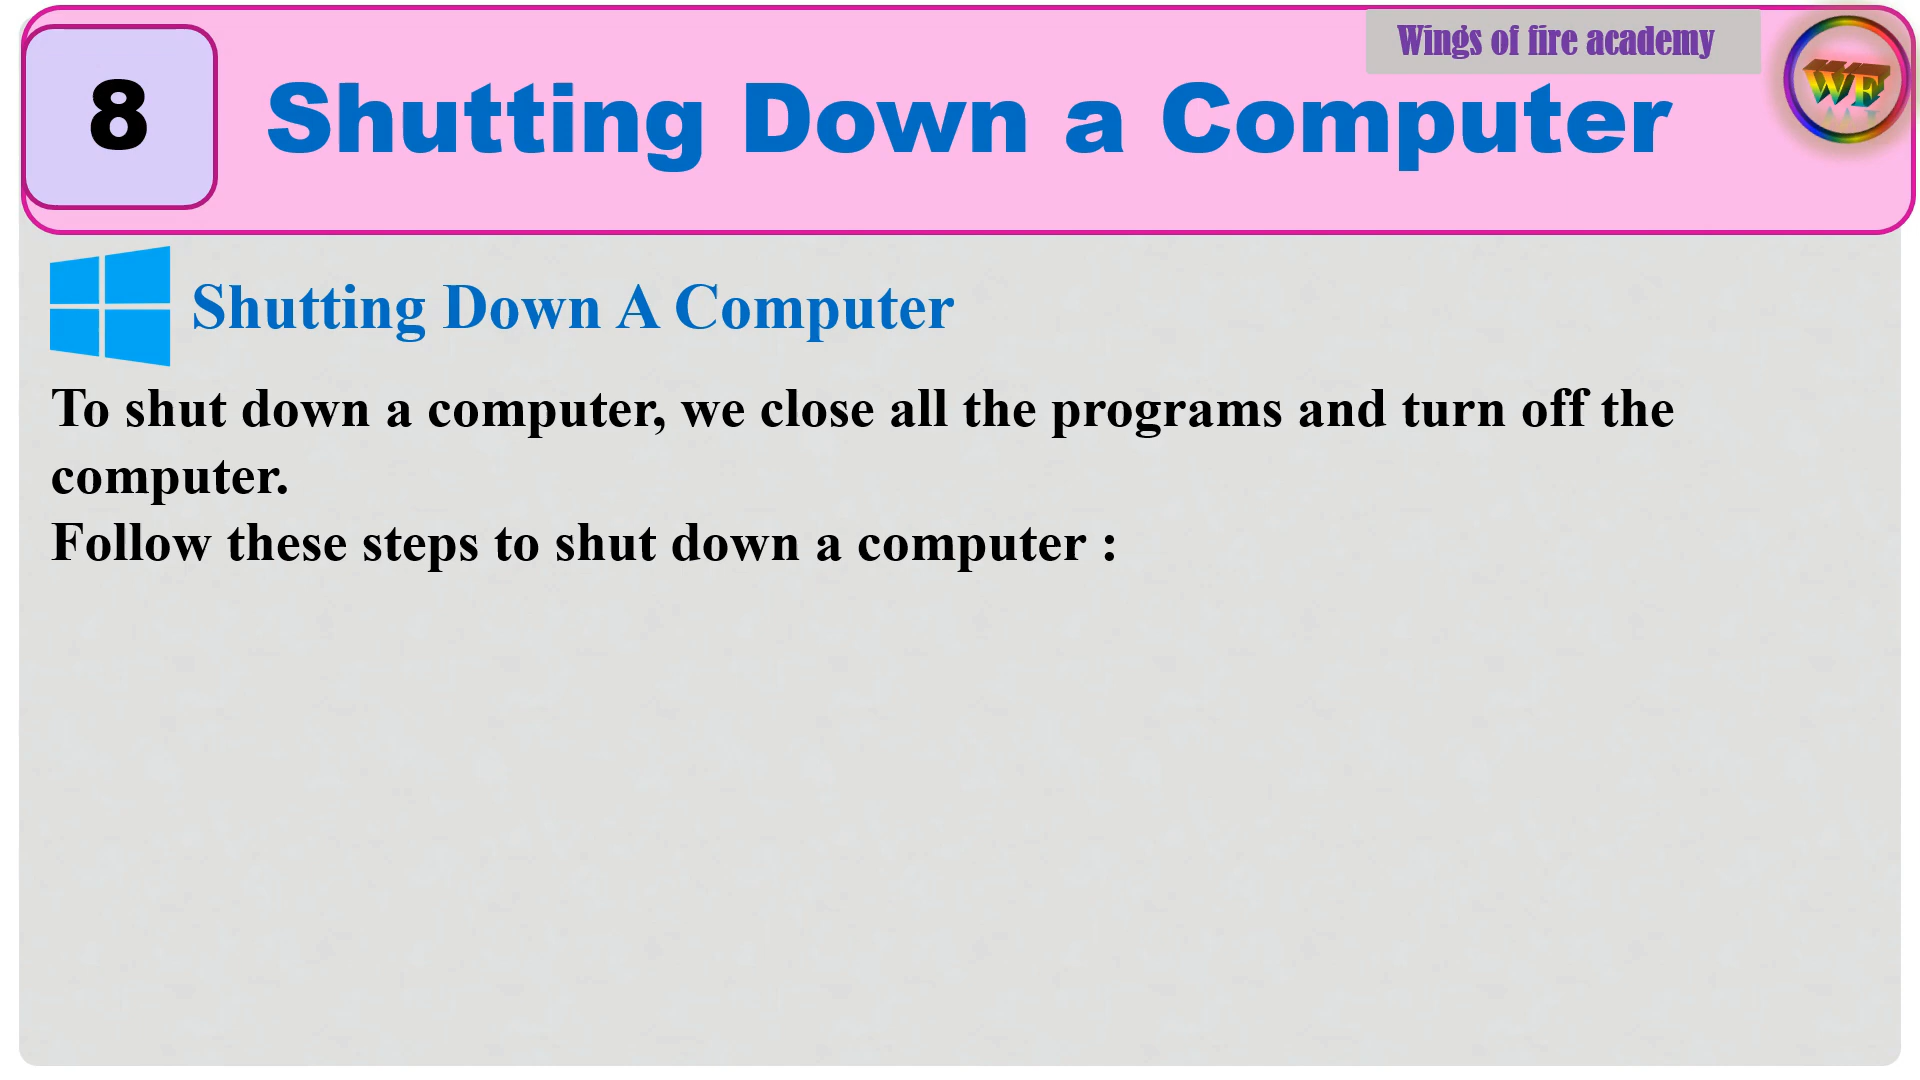 Wings of fire academy
WF
8
Shutting Down a Computer
Shutting Down A Computer
To shut down a computer, we close all the programs and turn off the
computer.
Follow these steps to shut down a computer :